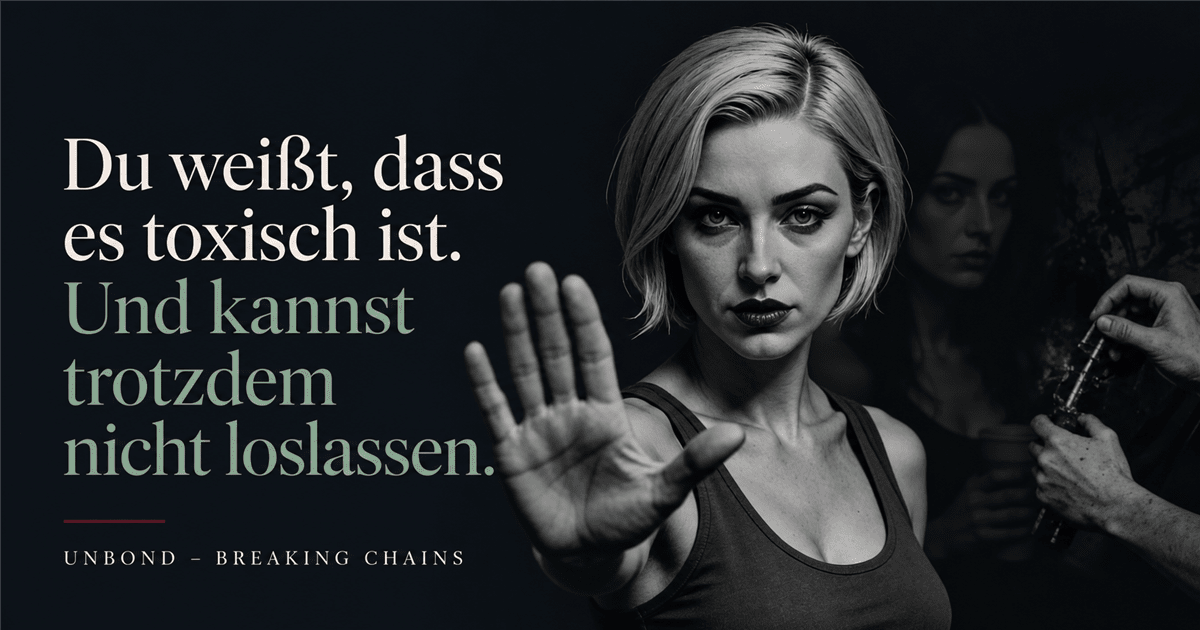 Du weißt, dass
es toxisch ist.
Und kannst
trotzdem
nicht loslassen.
UNBOND – BREAKING CHAINS